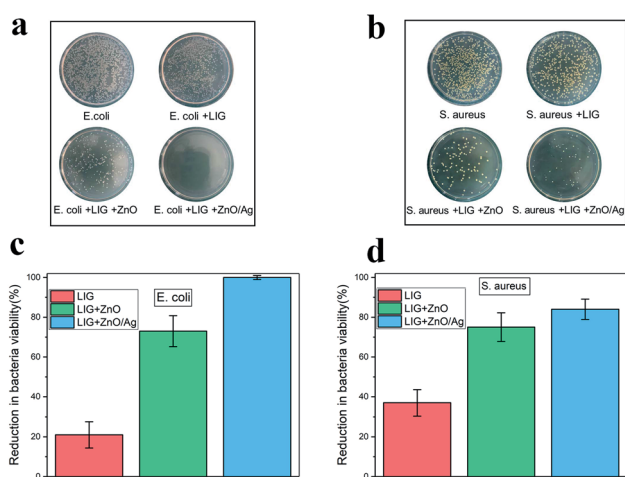 a
E.coli
E. coli +LIG
E. coli +LIG +ZnO
E. coli +LIG +ZnO/Ag
b
S. aureus
S. aureus +LIG
S. aureus +LIG +ZnO
S. aureus +LIG +ZnO/Ag
c
Reduction in bacteria viability(%)
100
80
60
40
20
0
LIG
LIG+ZnO
LIG+ZnO/Ag
E. coli
d
Reduction in bacteria viability(%)
100
80
60
40
20
0
LIG
LIG+ZnO
LIG+ZnO/Ag
S. aureus